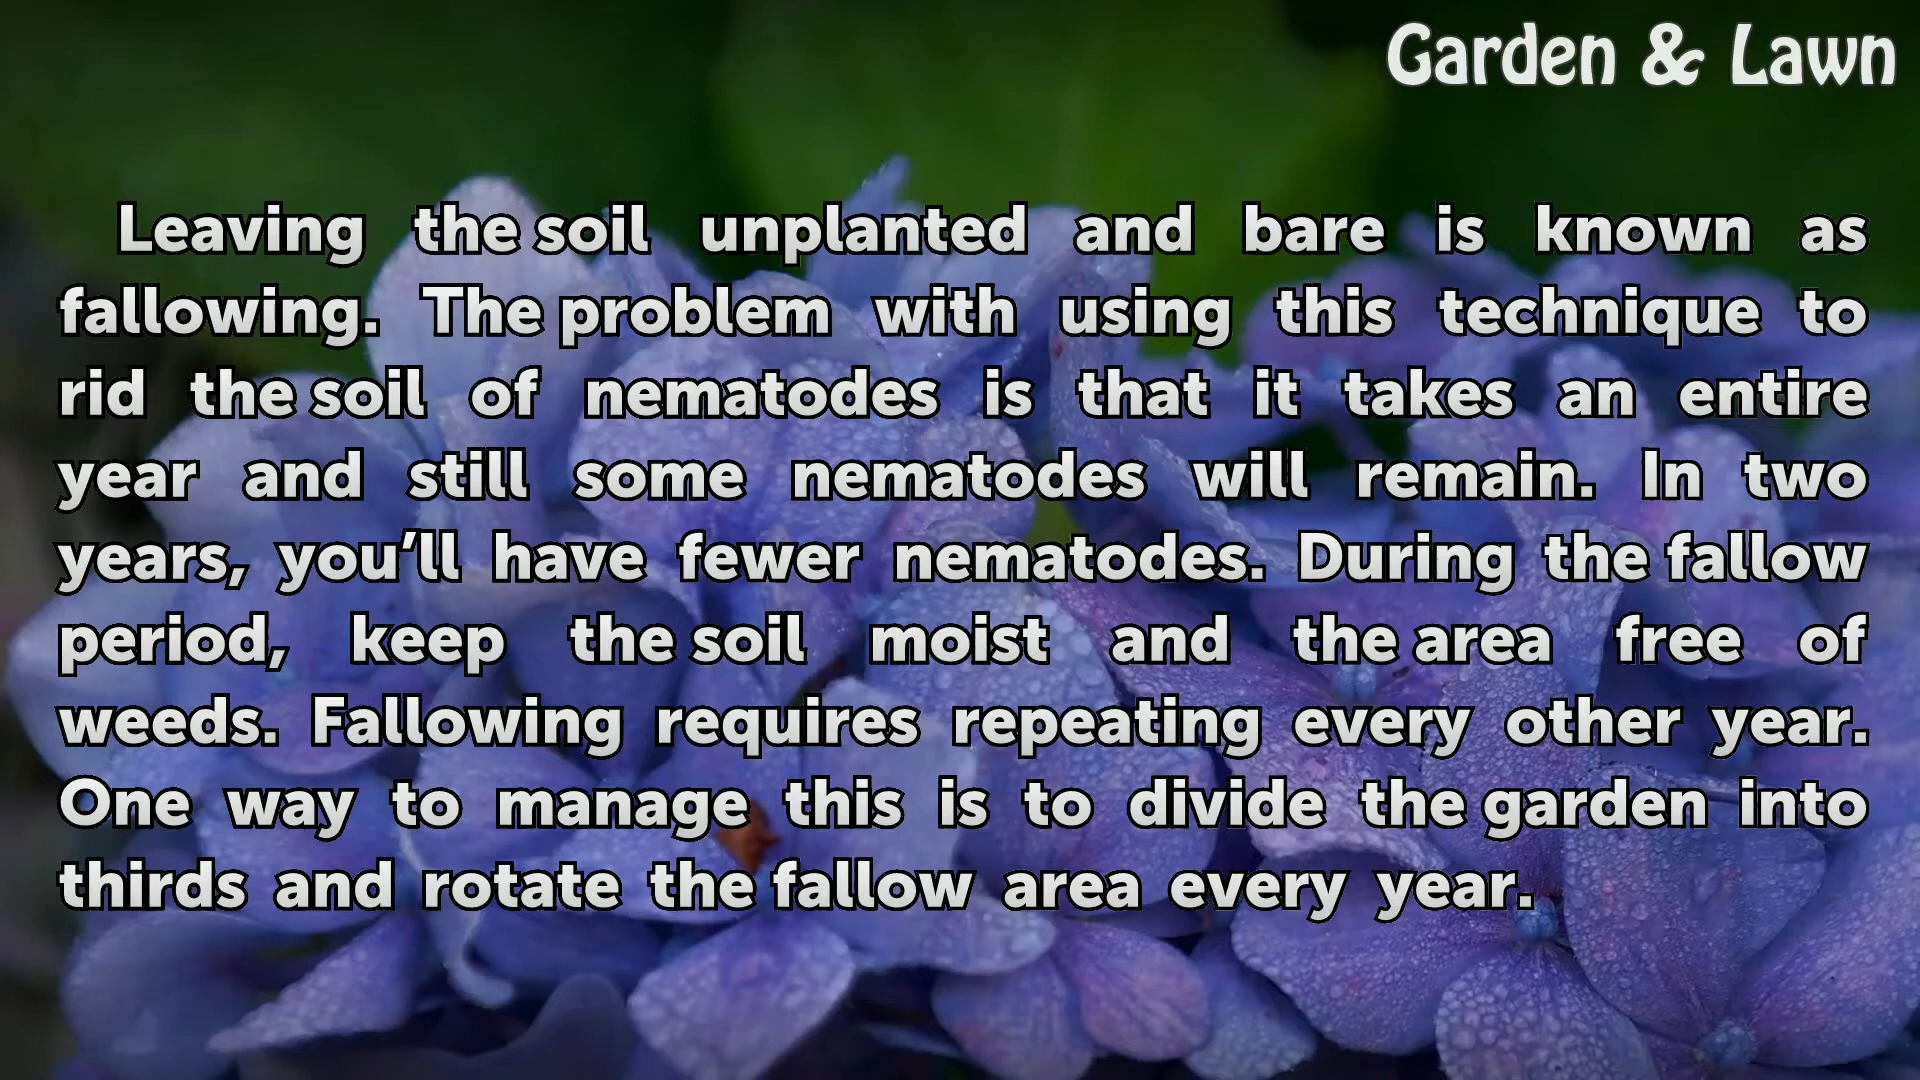 Garden & Lawn
Leaving the soil unplanted and bare is known as
fallowing. The problem with using this technique to
rid the soil of nematodes is that it takes an entire
year and still some nematodes will remain. In two
years, you’ll have fewer nematodes. During the fallow
period, keep the soil moist and the area free of
weeds. Fallowing requires repeating every other year.
One way to manage this is to divide the garden into
thirds and rotate the fallow area every year.